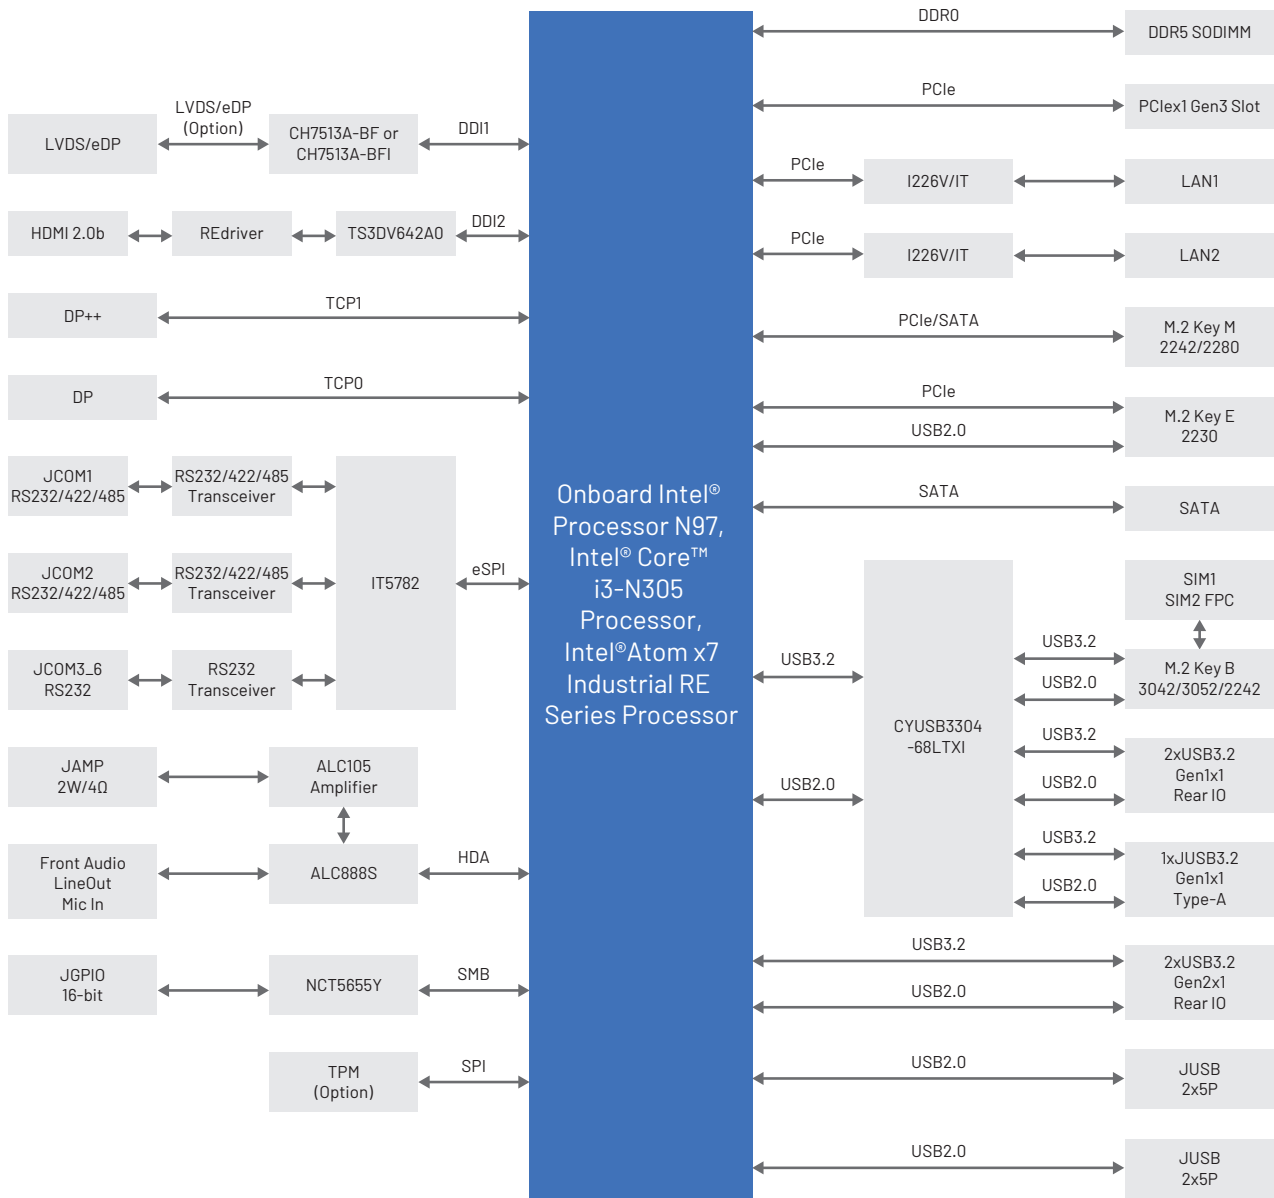 LVDS/eDP
LVDS/eDP
(Option)
CH7513A-BF or
CH7513A-BFI
DDI1
HDMI 2.0b
REdriver
TS3DV642A0
DDI2
DP++
TCP1
DP
TCP0
JCOM1
RS232/422/485
RS232/422/485
Transceiver
JCOM2
RS232/422/485
RS232/422/485
Transceiver
JCOM3_6
RS232
RS232
Transceiver
IT5782
eSPI
JAMP
2W/4Ω
ALC105
Amplifier
Front Audio
LineOut
Mic In
ALC888S
HDA
JGPIO
16-bit
NCT5655Y
SMB
TPM
(Option)
SPI
Onboard Intel®
Processor N97,
Intel® Core™
i3-N305
Processor,
Intel®Atom x7
Industrial RE
Series Processor
DDR0
DDR5 SODIMM
PCIe
PCIex1 Gen3 Slot
PCIe
I226V/IT
LAN1
PCIe
I226V/IT
LAN2
PCIe/SATA
M.2 Key M
2242/2280
PCIe
USB2.0
M.2 Key E
2230
SATA
SATA
USB3.2
USB2.0
CYUSB3304
-68LTXI
SIM1
SIM2 FPC
USB3.2
USB2.0
M.2 Key B
3042/3052/2242
USB3.2
USB2.0
2xUSB3.2
Gen1x1
Rear IO
USB3.2
USB2.0
1xJUSB3.2
Gen1x1
Type-A
USB3.2
USB2.0
2xUSB3.2
Gen2x1
Rear IO
USB2.0
JUSB
2x5P
USB2.0
JUSB
2x5P